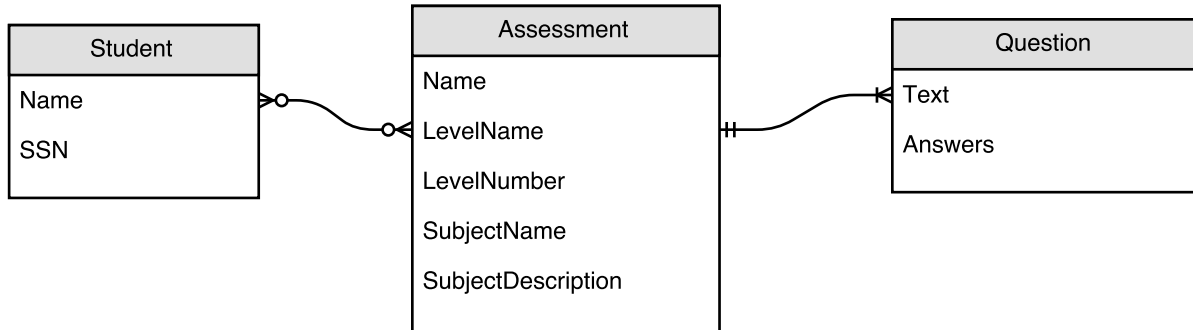 Student
Name
SSN
Assessment
Name
LevelName
LevelNumber
SubjectName
SubjectDescription
Question
Text
Answers